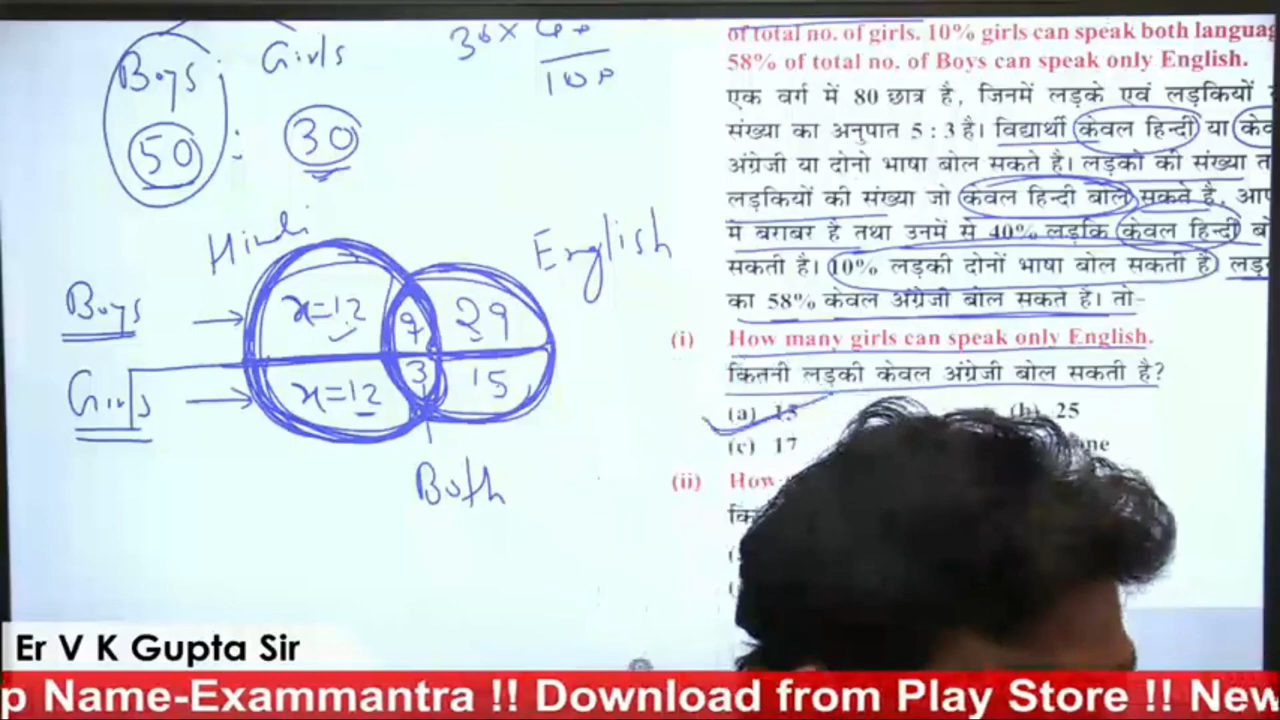 Boys : Girls
50 : 30
Hindi
English
Boys
x=12
9
29
Girls
x=12
3
15
Both
of total no. of girls. 10% girls can speak both languag
58% of total no. of Boys can speak only English.
एक वर्ग में 80 छात्र है, जिनमें लड़के एवं लड़कियों
संख्या का अनुपात 5 : 3 है। विद्यार्थी केवल हिन्दी या केव
अंग्रेजी या दोनो भाषा बोल सकते है। लड़को की संख्या त
लड़कियों की संख्या जो केवल हिन्दी बोल सकते है, आप
में बराबर है तथा उनमें से 40% लड़कि केवल हिन्दी बो
सकती है। 10% लड़की दोनों भाषा बोल सकती है लड़
का 58% केवल अंग्रेजी बोल सकते है। तो-
(i) How many girls can speak only English.
कितनी लड़की केवल अंग्रेजी बोल सकती है?
(a) 15 (b) 25
(c) 17
(ii) How
Er V K Gupta Sir
p Name-Exammantra !! Download from Play Store !! New